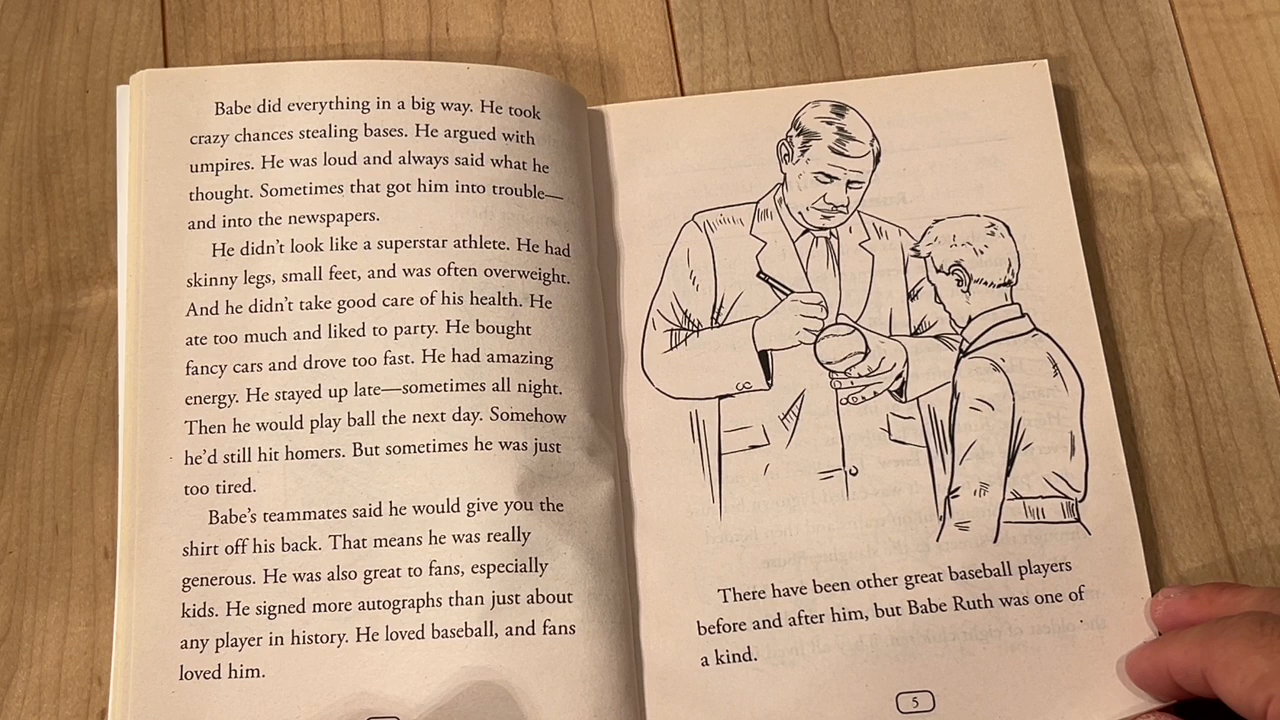 Babe did everything in a big way. He took
crazy chances stealing bases. He argued with
umpires. He was loud and always said what he
thought. Sometimes that got him into trouble—
and into the newspapers.
He didn't look like a superstar athlete. He had
skinny legs, small feet, and was often overweight.
And he didn't take good care of his health. He
ate too much and liked to party. He bought
fancy cars and drove too fast. He had amazing
energy. He stayed up late—sometimes all night.
Then he would play ball the next day. Somehow
he'd still hit homers. But sometimes he was just
too tired.
Babe's teammates said he would give you the
shirt off his back. That means he was really
generous. He was also great to fans, especially
kids. He signed more autographs than just about
any player in history. He loved baseball, and fans
loved him.
There have been other great baseball players
before and after him, but Babe Ruth was one of
a kind.
5